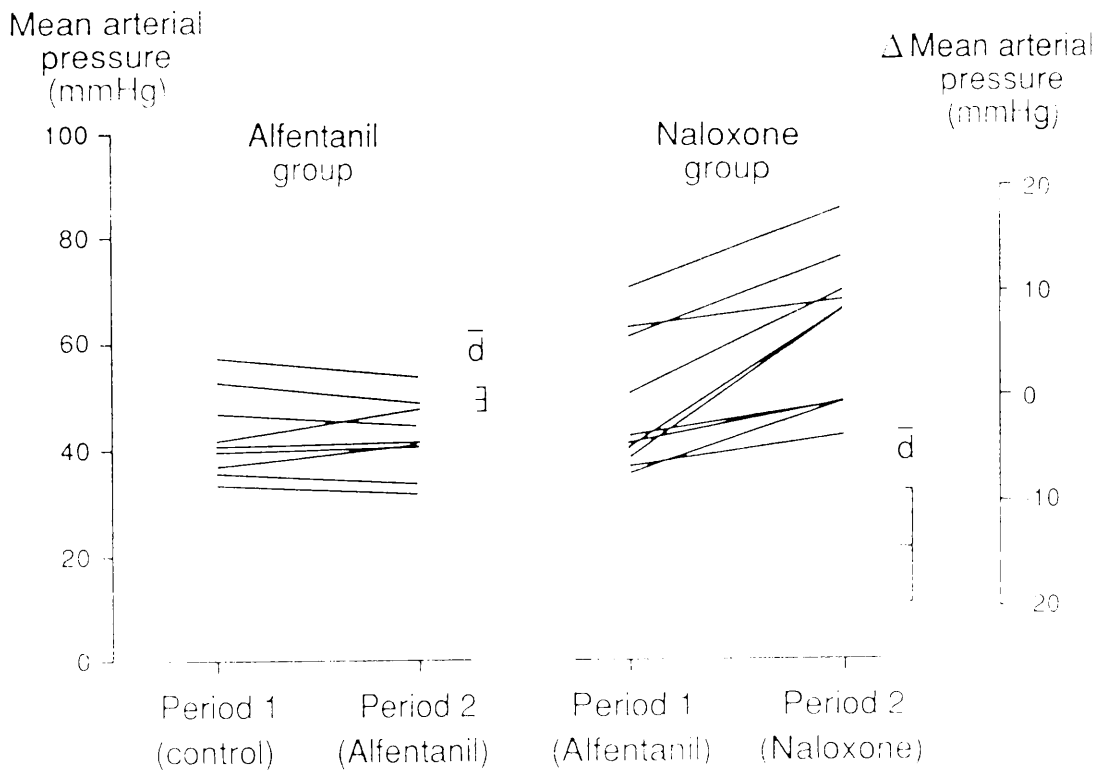 Mean arterial
pressure
(mmHg)
Δ Mean arterial
pressure
(mmHg)
Alfentanil
group
Naloxone
group
100
80
60
40
20
0
d̅
d̅
20
10
0
-10
20
Period 1
(control)
Period 2
(Alfentanil)
Period 1
(Alfentanil)
Period 2
(Naloxone)